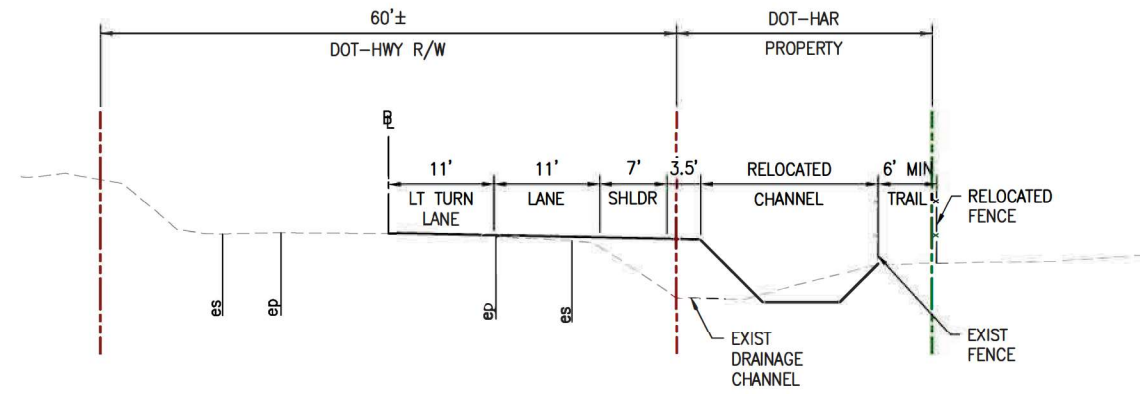 60'±
DOT-HWY R/W
DOT-HAR
PROPERTY
BL
11'
11'
7'
3.5'
RELOCATED
6' MIN
LT TURN
LANE
LANE
SHLDR
CHANNEL
TRAIL
RELOCATED
FENCE
es
ep
ep
es
EXIST
DRAINAGE
CHANNEL
EXIST
FENCE